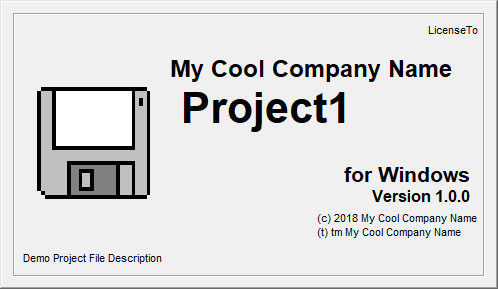 LicenseTo
My Cool Company Name
Project1
for Windows
Version 1.0.0
(c) 2018 My Cool Company Name
(t) tm My Cool Company Name
Demo Project File Description